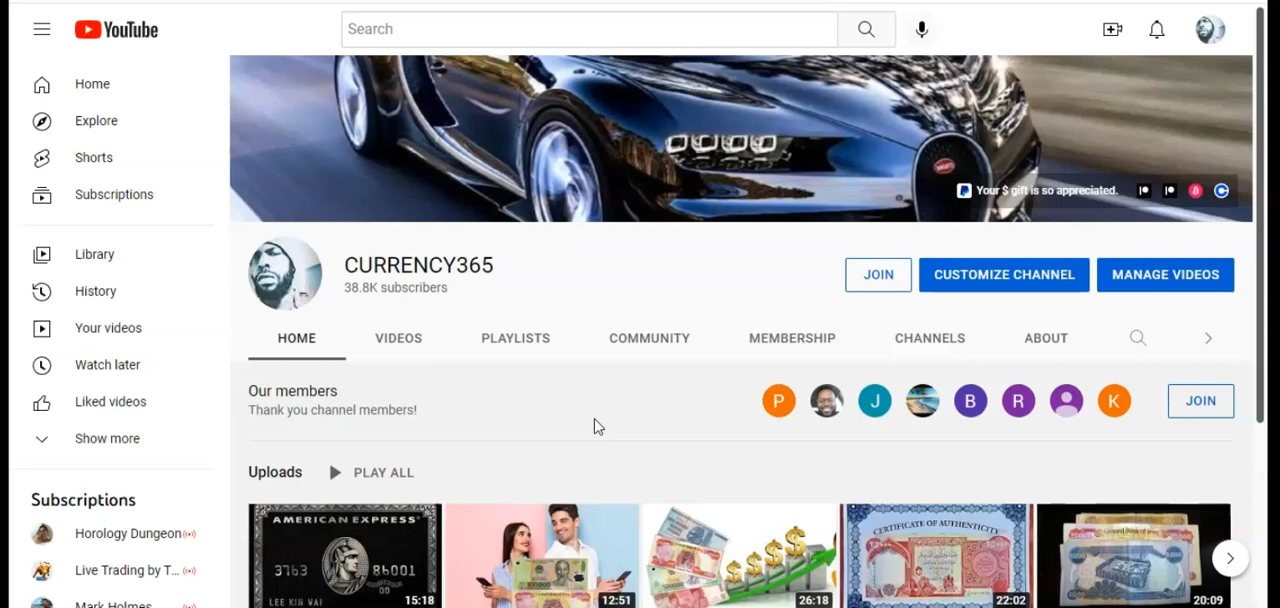 YouTube
Search
Home
Explore
Shorts
Subscriptions
Library
History
Your videos
Watch later
Liked videos
Show more
Subscriptions
Horology Dungeon
Live Trading by T...
Mark Holmes
Your $ gift is so appreciated.
CURRENCY365
38.8K subscribers
JOIN
CUSTOMIZE CHANNEL
MANAGE VIDEOS
HOME VIDEOS PLAYLISTS COMMUNITY MEMBERSHIP CHANNELS ABOUT
Our members
Thank you channel members!
P J B R K
JOIN
Uploads PLAY ALL
AMERICAN EXPRESS
3763 86001
LEE KIN WAI
15:18
12:51
26:18
CERTIFICATE OF AUTHENTICITY
22:02
20:09